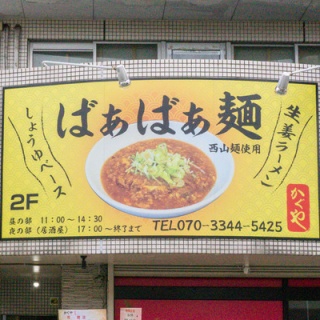 ばぁばぁ麺
西山麺使用
生姜ラーメン
しょうゆベース
2F
昼の部 11:00~14:30
夜の部(居酒屋) 17:00~終了まで
TEL070-3344-5425
かぐや